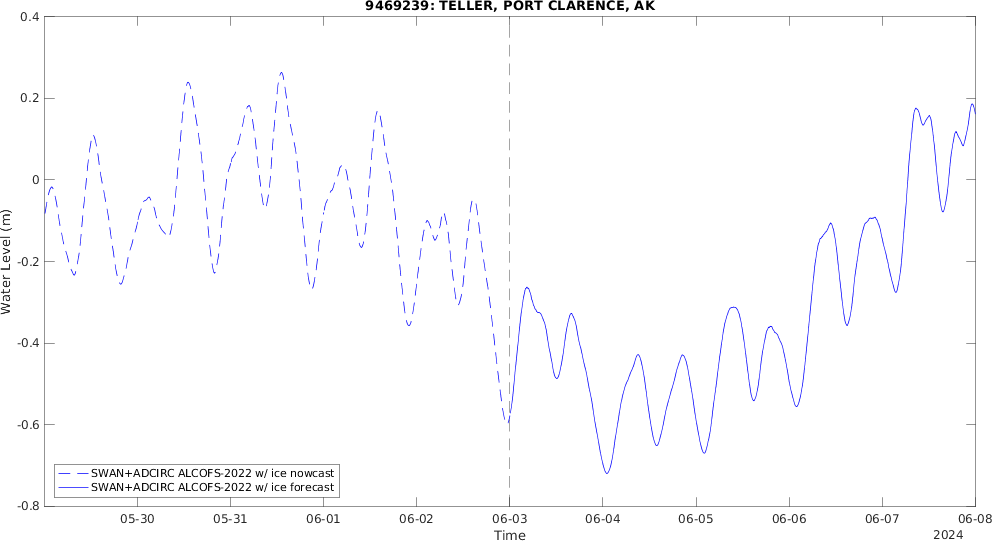 9469239: TELLER, PORT CLARENCE, AK
0.4
0.2
0
-0.2
-0.4
-0.6
-0.8
Water Level (m)
SWAN+ADCIRC ALCOFS-2022 w/ ice nowcast
SWAN+ADCIRC ALCOFS-2022 w/ ice forecast
05-30 05-31 06-01 06-02 06-03 06-04 06-05 06-06 06-07 06-08
Time
2024